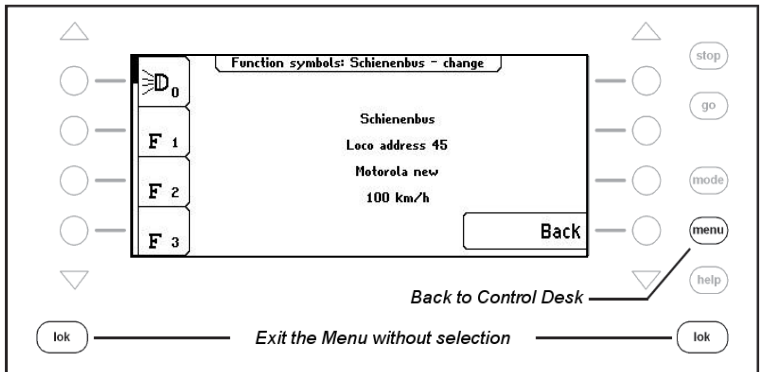 Function symbols: Schienenbus - change
0
F 1
F 2
F 3
Schienenbus
Loco address 45
Motorola new
100 km/h
Back
stop
go
mode
menu
help
Back to Control Desk
lok
Exit the Menu without selection
lok